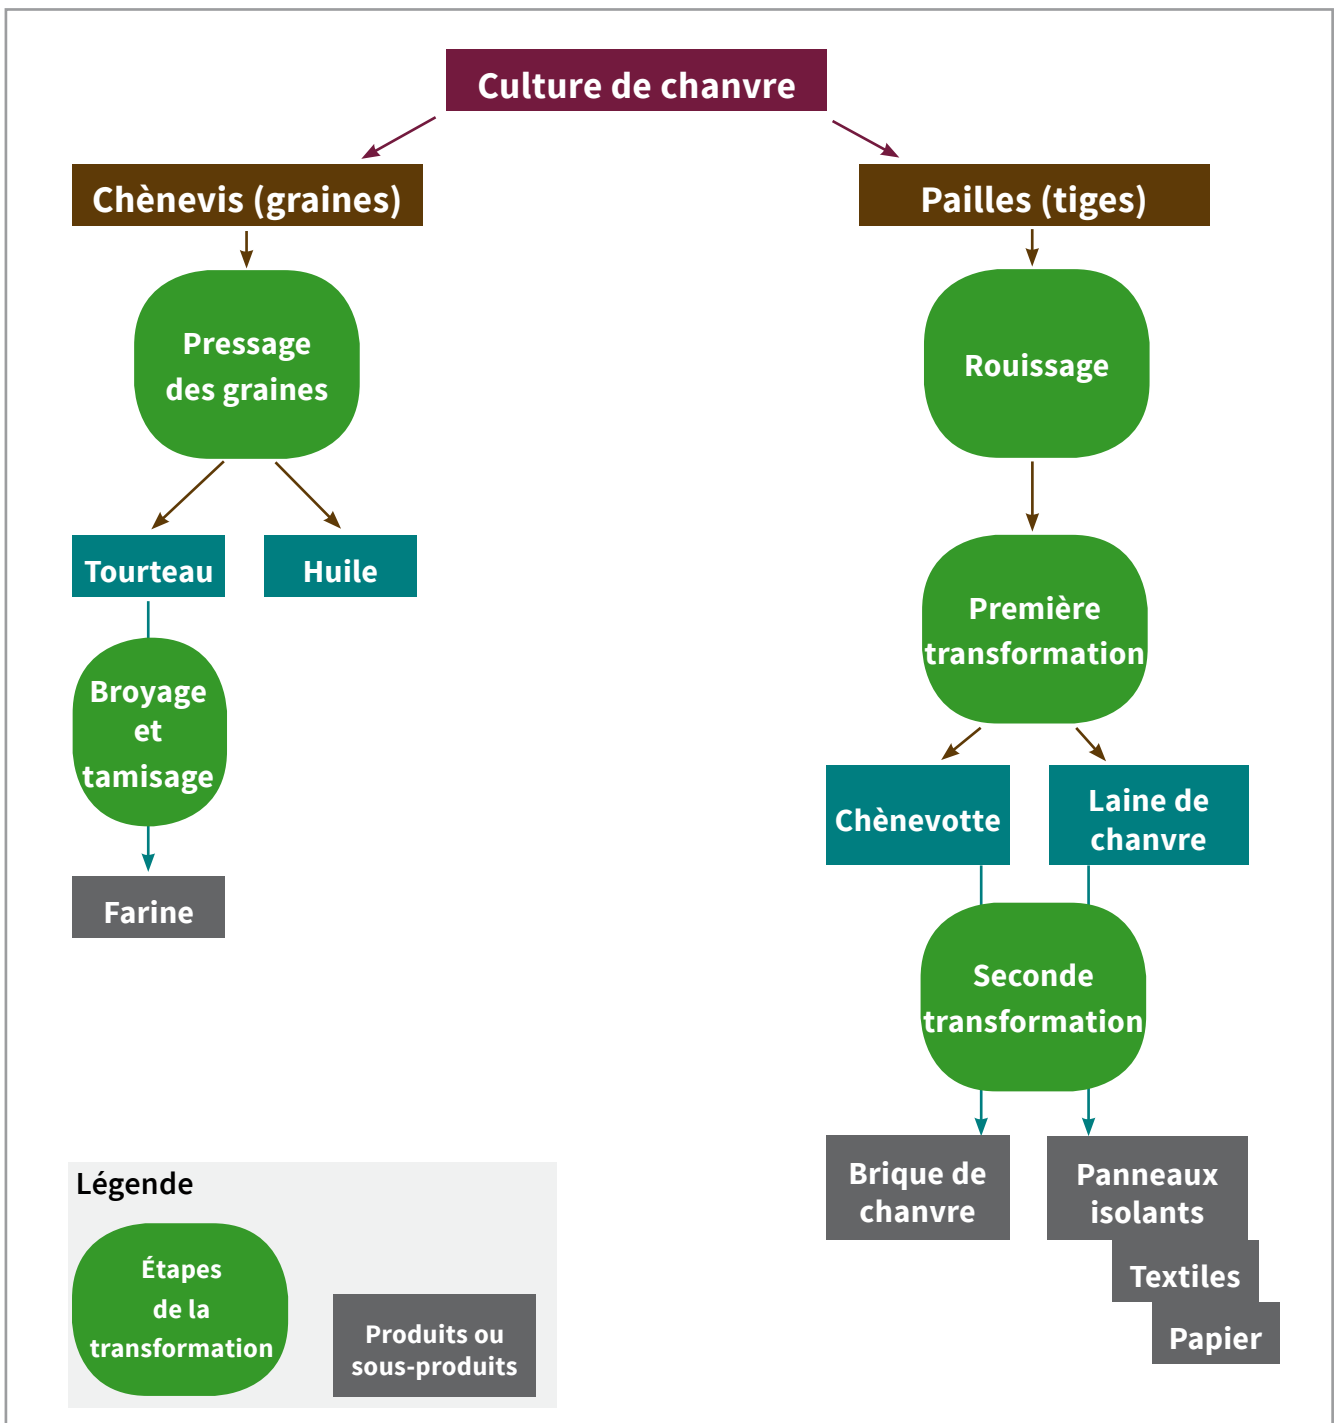 Culture de chanvre
Chènevis (graines)
Pailles (tiges)
Pressage
des graines
Rouissage
Tourteau
Huile
Première
transformation
Broyage
et
tamisage
Chènevotte
Laine de
chanvre
Farine
Seconde
transformation
Brique de
chanvre
Panneaux
isolants
Textiles
Papier
Légende
Étapes
de la
transformation
Produits ou
sous-produits